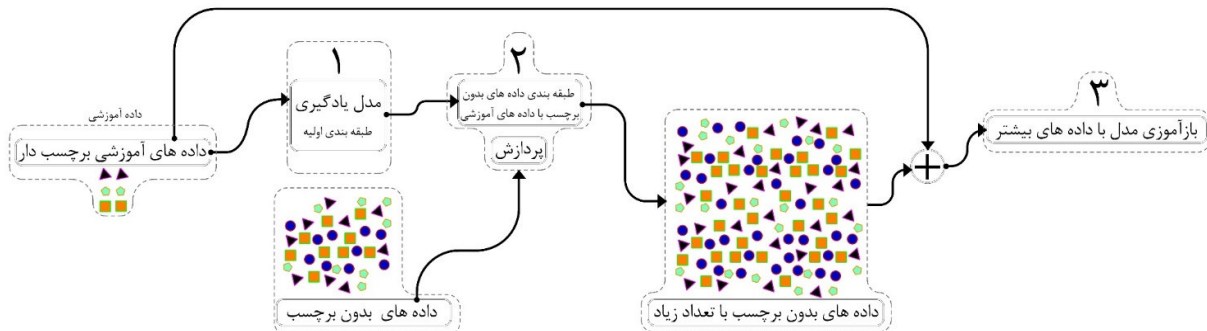 داده آموزشی
داده های آموزشی برچسب دار
۱
مدل یادگیری
طبقه بندی اولیه
۲
طبقه بندی داده های بدون
برچسب با داده های آموزشی
پردازش
داده های بدون برچسب
داده های بدون برچسب با تعداد زیاد
۳
بازآموزی مدل با داده های بیشتر